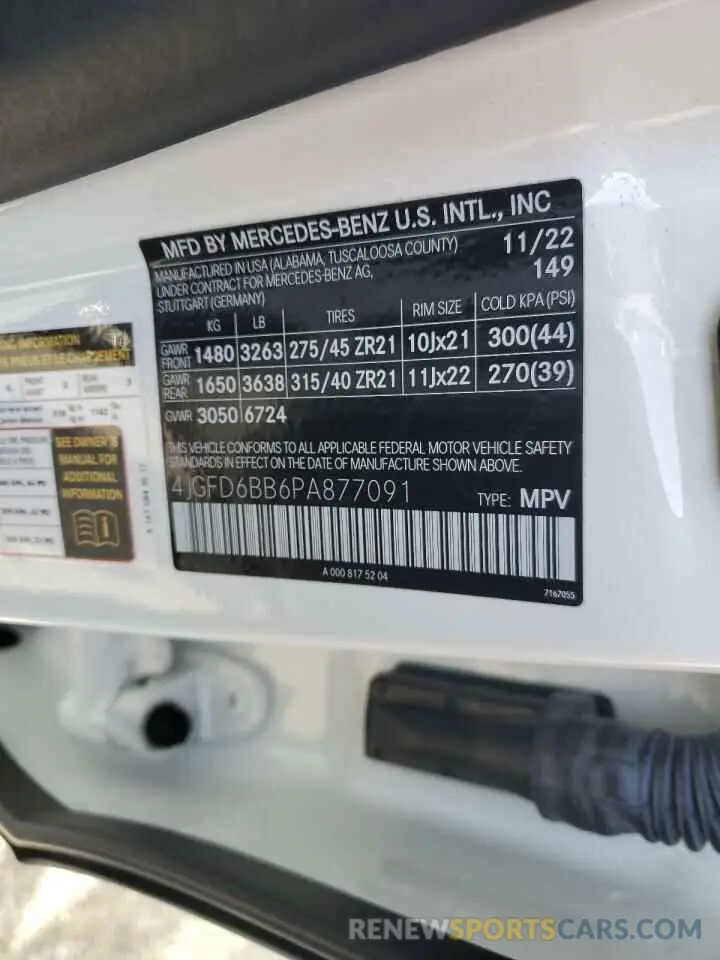 MFD BY MERCEDES-BENZ U.S. INTL., INC
MANUFACTURED IN USA (ALABAMA, TUSCALOOSA COUNTY) 11/22
UNDER CONTRACT FOR MERCEDES-BENZ AG, 149
STUTTGART (GERMANY)
KG LB TIRES RIM SIZE COLD KPA (PSI)
GAWR FRONT 1480 3263 275/45 ZR21 10Jx21 300(44)
GAWR REAR 1650 3638 315/40 ZR21 11Jx22 270(39)
GVWR 3050 6724
THIS VEHICLE CONFORMS TO ALL APPLICABLE FEDERAL MOTOR VEHICLE SAFETY
STANDARDS IN EFFECT ON THE DATE OF MANUFACTURE SHOWN ABOVE.
4JGFD6BB6PA877091 TYPE: MPV
A 000 817 52 04
7167055
INFORMATION
SEE OWNER'S
MANUAL FOR
ADDITIONAL
INFORMATION
RENEWSPORTSCARS.COM